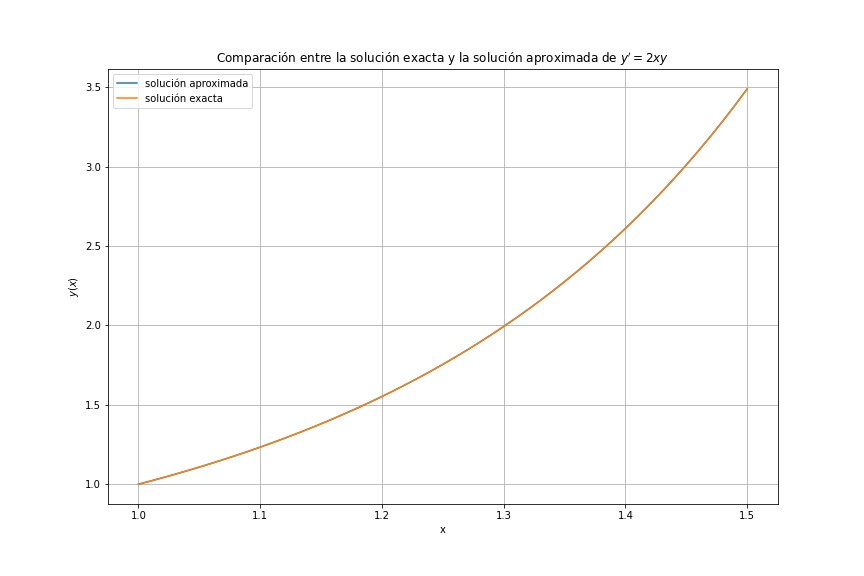 Comparación entre la solución exacta y la solución aproximada de $y' = 2xy$
solución aproximada
solución exacta
3.5
3.0
2.5
2.0
1.5
1.0
y(x)
1.0 1.1 1.2 1.3 1.4 1.5
x